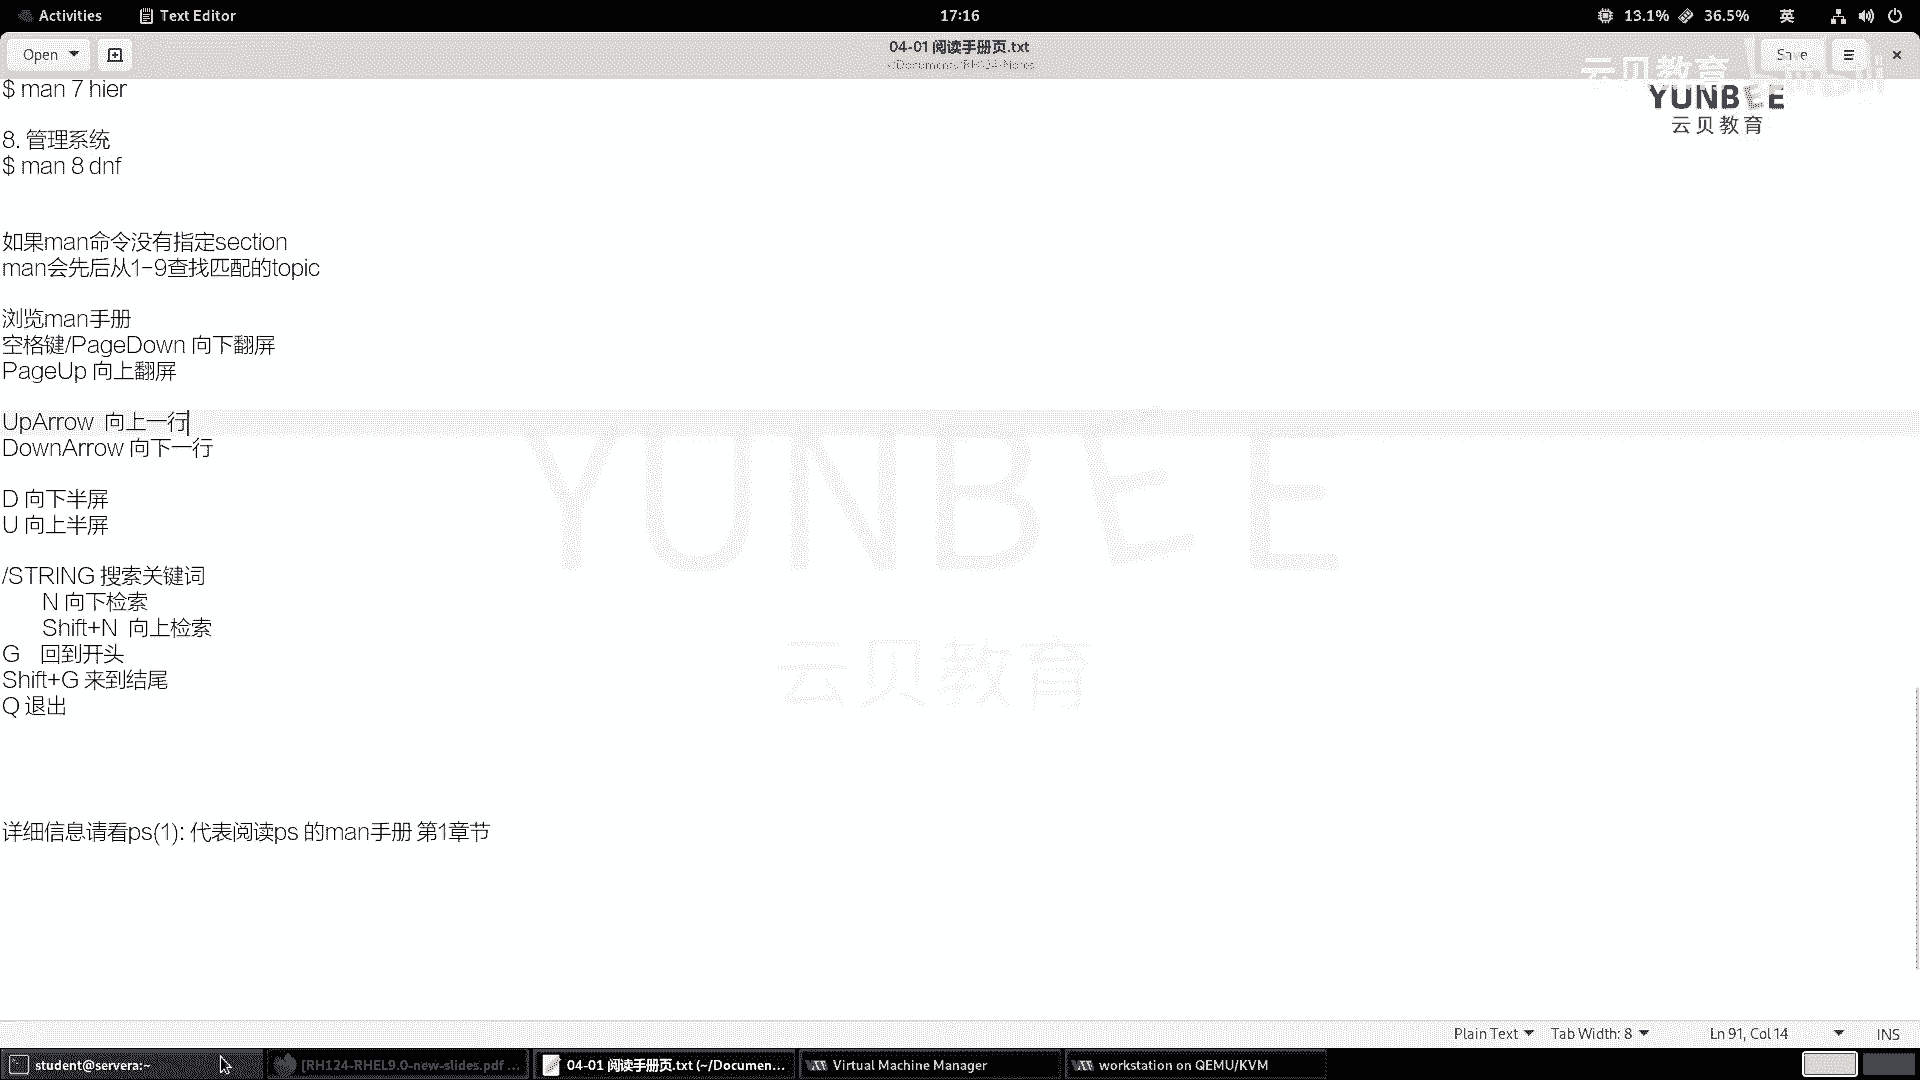 Activities
Text Editor
17:16
13.1%
36.5%
英
Open
04-01 阅读手册页.txt
~/Documents/RH124-Notes
Save
云贝教育
YUNBEE
云贝教育
$ man 7 hier
8. 管理系统
$ man 8 dnf
如果man命令没有指定section
man会先后从1-9查找匹配的topic
浏览man手册
空格键/PageDown 向下翻屏
PageUp 向上翻屏
UpArrow  向上一行
DownArrow 向下一行
D 向下半屏
U 向上半屏
/STRING 搜索关键词
N 向下检索
Shift+N  向上检索
G    回到开头
Shift+G 来到结尾
Q 退出
YUNBEE
云贝教育
详细信息请看ps(1): 代表阅读ps 的man手册 第1章节
Plain Text
Tab Width: 8
Ln 91, Col 14
INS
student@servera:~
[RH124-RHEL9.0-new-slides.pdf ...
04-01 阅读手册页.txt (~/Documen...
Virtual Machine Manager
workstation on QEMU/KVM